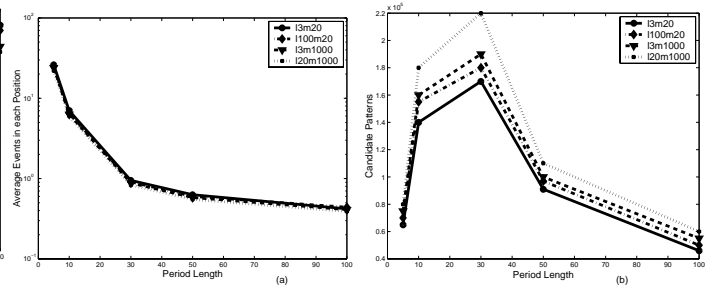 10²
10¹
10⁰
10⁻¹
Average Events in each Position
l3m20
l100m20
l3m1000
l20m1000
0 10 20 30 40 50 60 70 80 90 100
Period Length
(a)
2.2
2
1.8
1.6
1.4
1.2
1
0.8
0.6
0.4
Candidate Patterns
l3m20
l100m20
l3m1000
l20m1000
0 10 20 30 40 50 60 70 80 90 100
Period Length
(b)